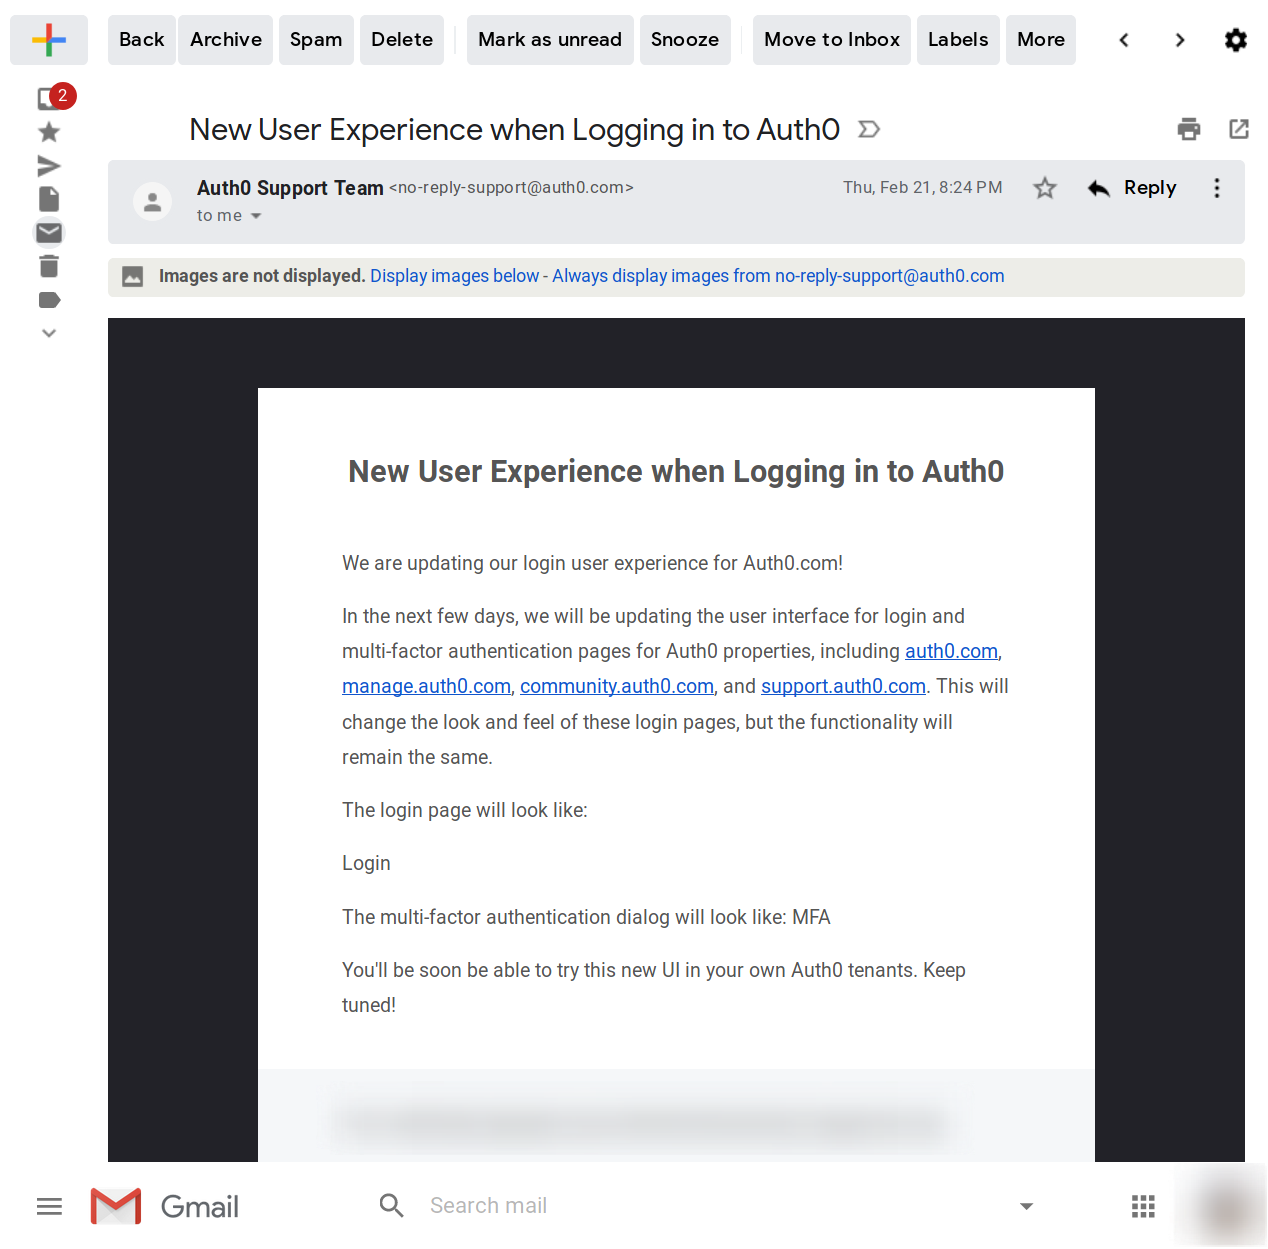 Back Archive Spam Delete Mark as unread Snooze Move to Inbox Labels More
2
New User Experience when Logging in to Auth0
Auth0 Support Team <no-reply-support@auth0.com> Thu, Feb 21, 8:24 PM Reply
to me
Images are not displayed. Display images below - Always display images from no-reply-support@auth0.com
New User Experience when Logging in to Auth0
We are updating our login user experience for Auth0.com!
In the next few days, we will be updating the user interface for login and
multi-factor authentication pages for Auth0 properties, including auth0.com,
manage.auth0.com, community.auth0.com, and support.auth0.com. This will
change the look and feel of these login pages, but the functionality will
remain the same.
The login page will look like:
Login
The multi-factor authentication dialog will look like: MFA
You'll be soon be able to try this new UI in your own Auth0 tenants. Keep
tuned!
Gmail Search mail